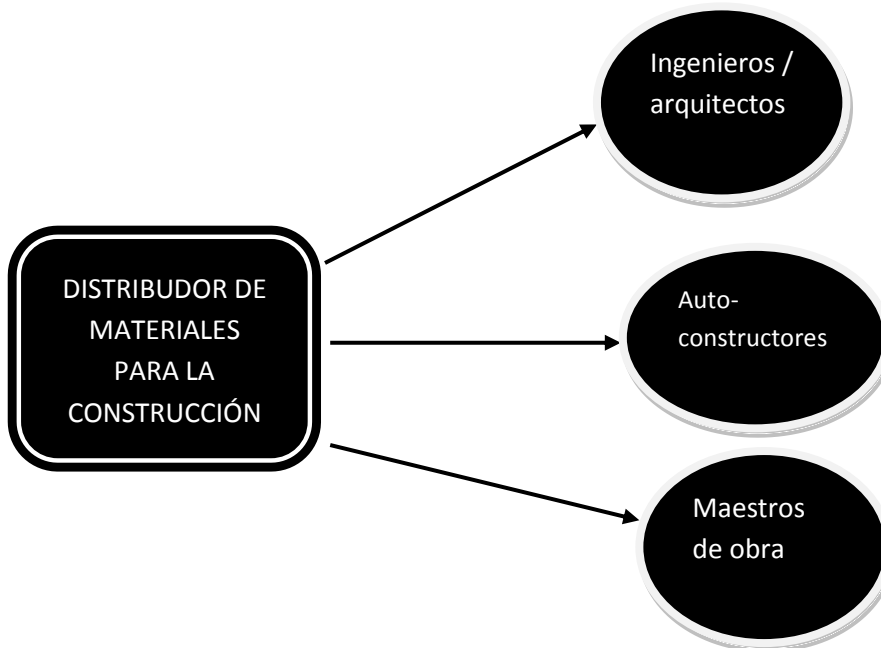 Ingenieros /
arquitectos
DISTRIBUDOR DE
MATERIALES
PARA LA
CONSTRUCCIÓN
Auto-
constructores
Maestros
de obra